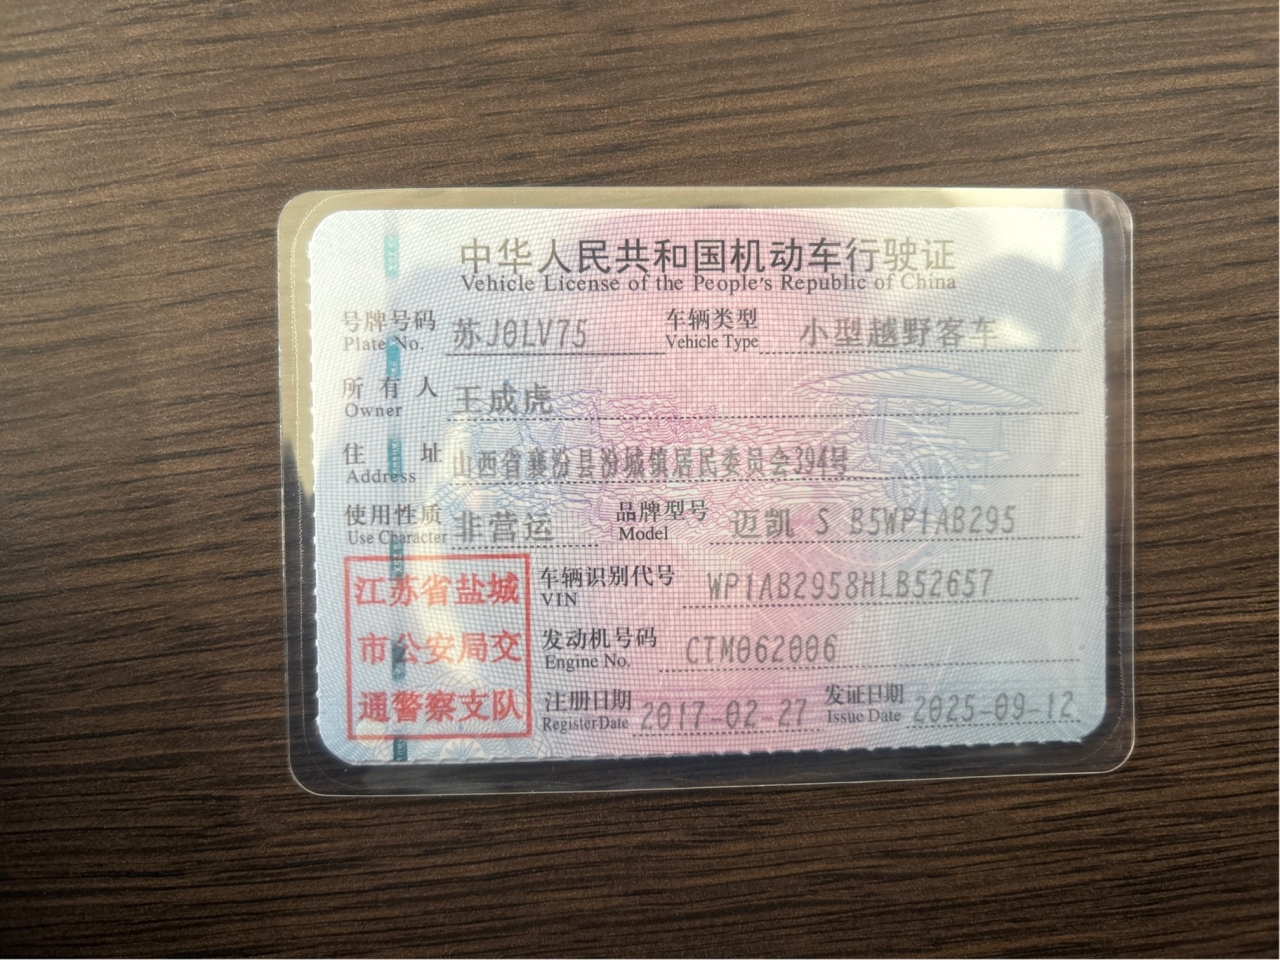 中华人民共和国机动车行驶证
Vehicle License of the People's Republic of China
号牌号码 苏J0LV75 车辆类型 小型越野客车
Plate No. Vehicle Type
所有人 王成虎
Owner
住址 山西省襄汾县汾城镇居民委员会394号
Address
使用性质 非营运 品牌型号 迈凯 S B5WP1AB295
Use Character Model
江苏省盐城
市公安局交
通警察支队
车辆识别代号 WP1AB2958HLB52657
VIN
发动机号码 CTM062006
Engine No.
注册日期 2017-02-27 发证日期 2025-09-12
Register Date Issue Date